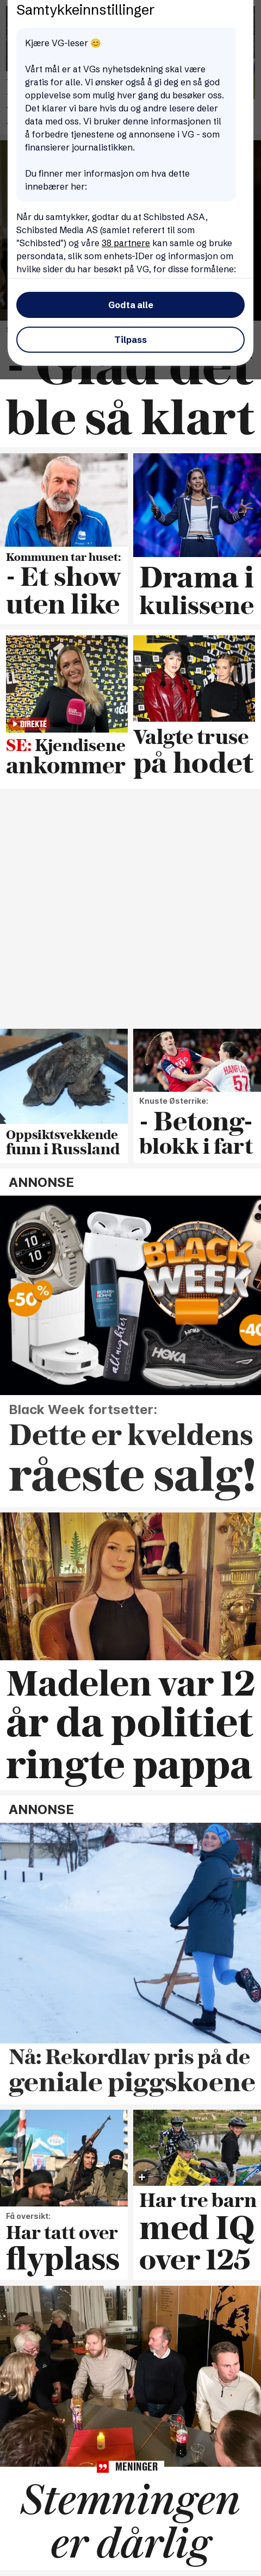 Samtykkeinnstillinger
Kjære VG-leser 😊
Vårt mål er at VGs nyhetsdekning skal være
gratis for alle. Vi ønsker også å gi deg en så god
opplevelse som mulig hver gang du besøker oss.
Det klarer vi bare hvis du og andre lesere deler
data med oss. Vi bruker denne informasjonen til
å forbedre tjenestene og annonsene i VG - som
finansierer journalistikken.
Du finner mer informasjon om hva dette
innebærer her:
Når du samtykker, godtar du at Schibsted ASA,
Schibsted Media AS (samlet referert til som
"Schibsted") og våre 38 partnere kan samle og bruke
persondata, slik som enhets-IDer og informasjon om
hvilke sider du har besøkt på VG, for disse formålene:
Godta alle
Tilpass
- Glad det
ble så klart
Kommunen tar huset:
- Et show
uten like
Drama i
kulissene
DIREKTE
SE: Kjendisene
ankommer
Valgte truse
på hodet
Oppsiktsvekkende
funn i Russland
HANFLAND
57
Knuste Østerrike:
- Betong-
blokk i fart
ANNONSE
-50%
all nighter
BLACK
WEEK
HOKA
-40
Black Week fortsetter:
Dette er kveldens
råeste salg!
Madelen var 12
år da politiet
ringte pappa
ANNONSE
Nå: Rekordlav pris på de
geniale piggskoene
Få oversikt:
Har tatt over
flyplass
+
Har tre barn
med IQ
over 125
MENINGER
Stemningen
er dårlig